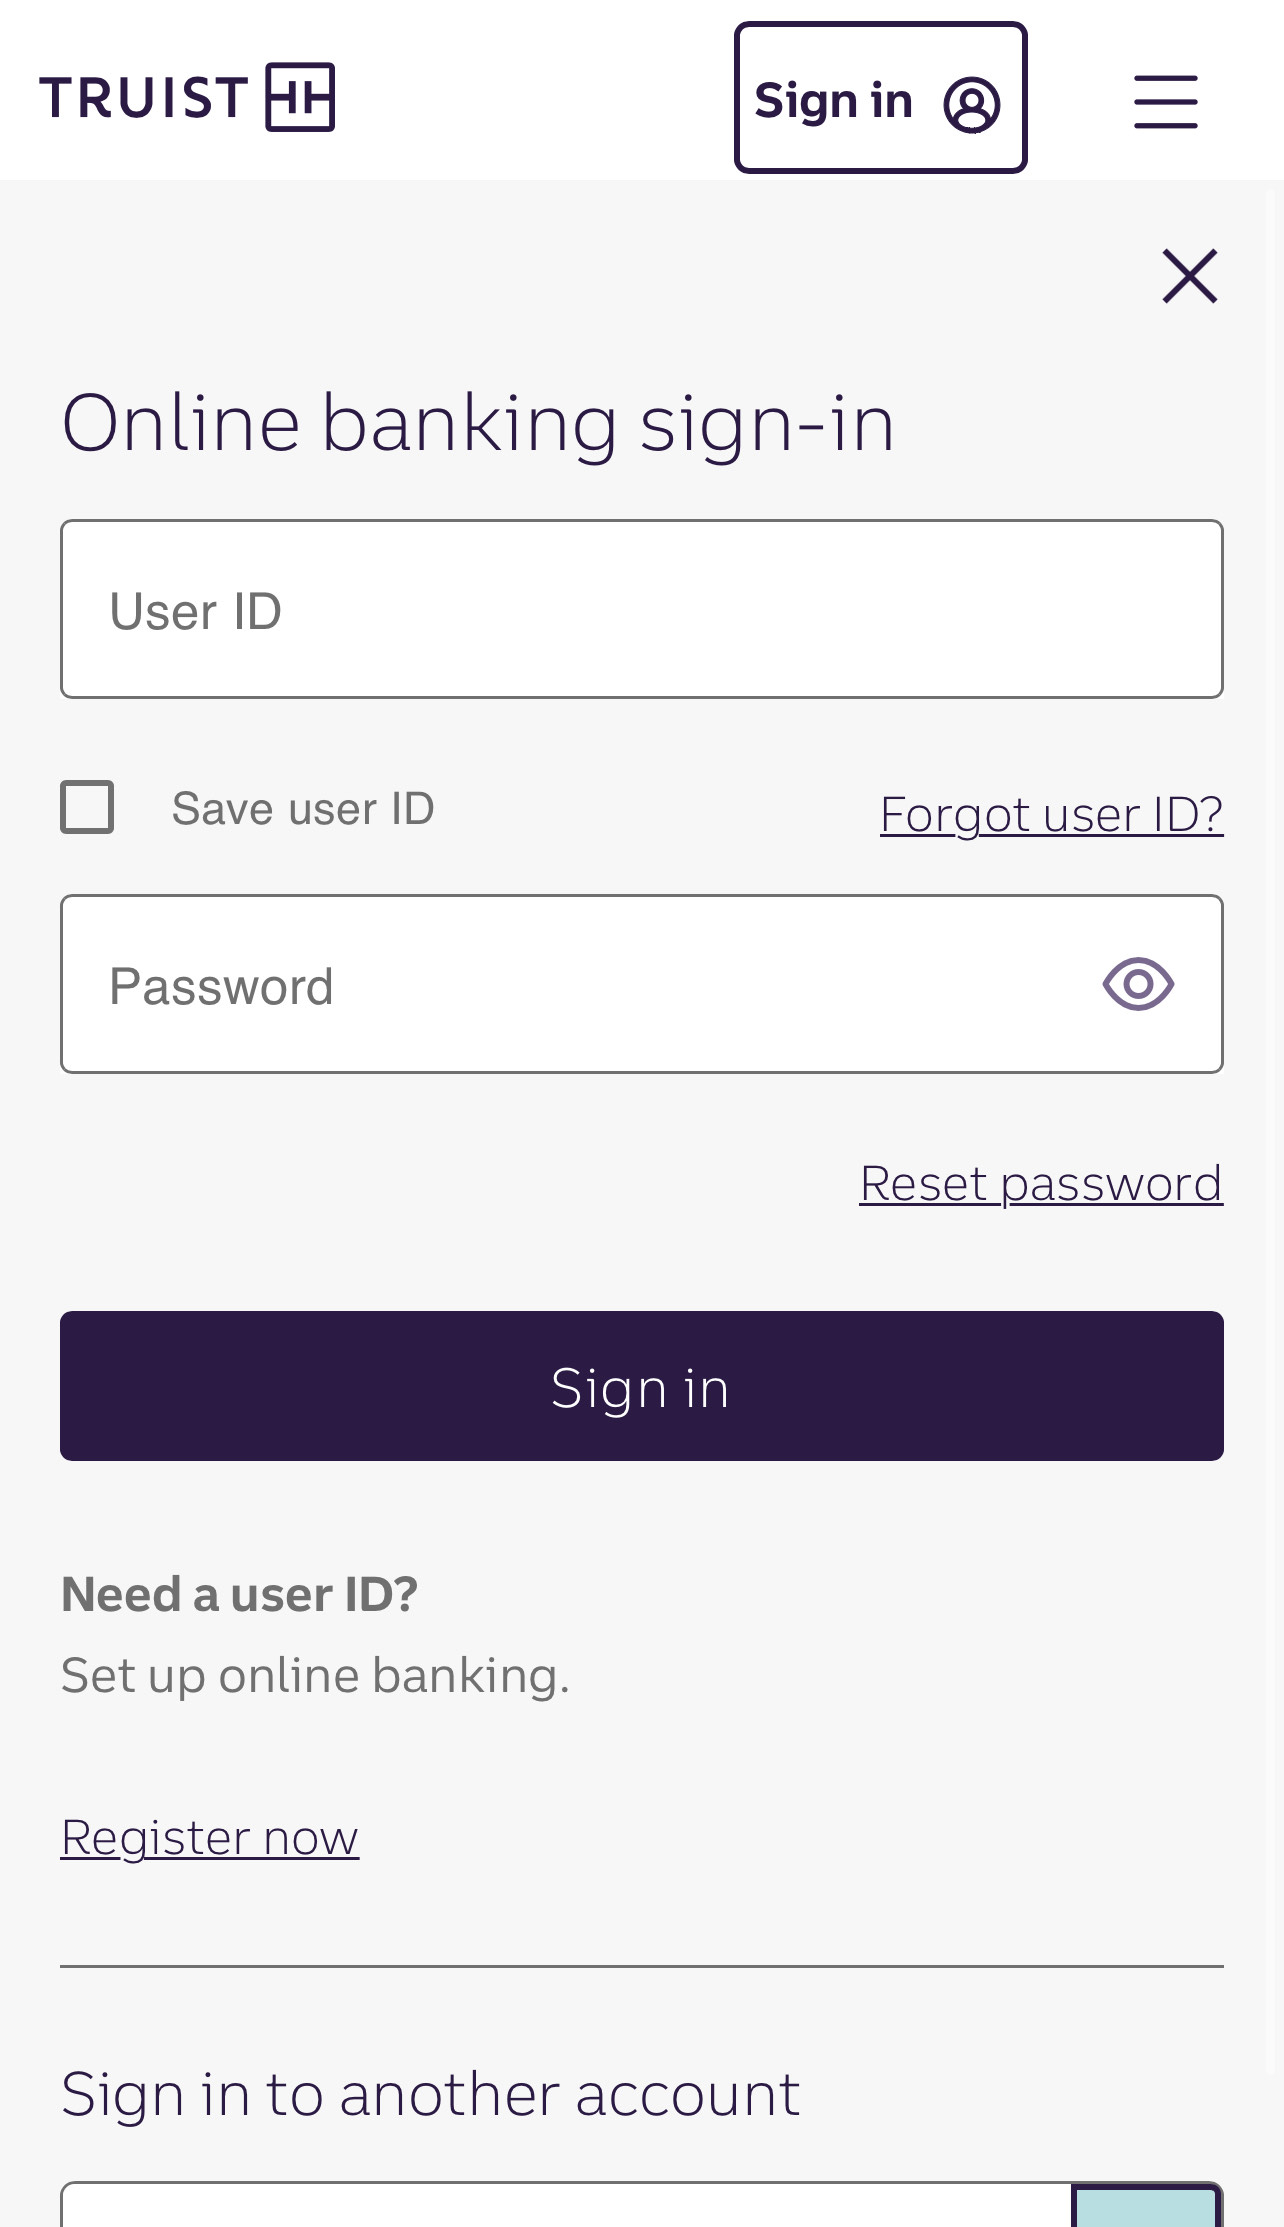 TRUIST
Sign in
Online banking sign-in
User ID
Save user ID
Forgot user ID?
Password
Reset password
Sign in
Need a user ID?
Set up online banking.
Register now
Sign in to another account